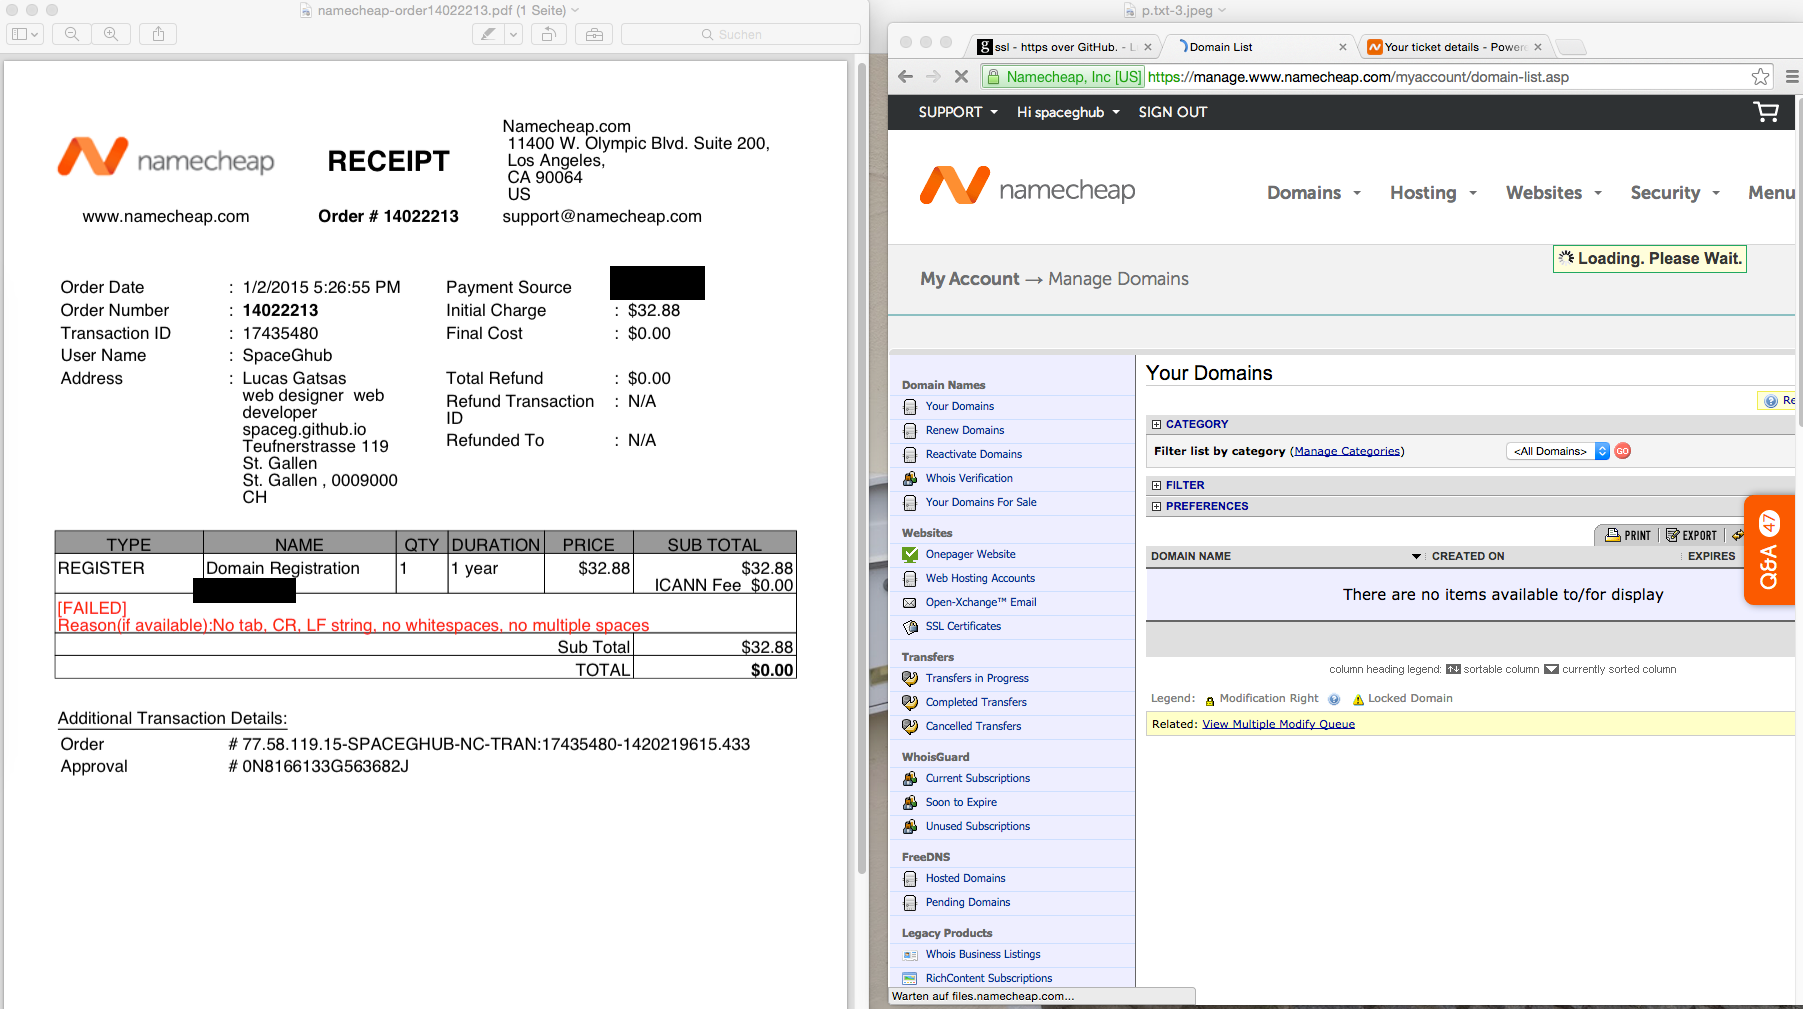 namecheap-order14022213.pdf (1 Seite)
Suchen
namecheap
RECEIPT
Namecheap.com
11400 W. Olympic Blvd. Suite 200,
Los Angeles,
CA 90064
US
www.namecheap.com
Order # 14022213
support@namecheap.com
Order Date : 1/2/2015 5:26:55 PM
Order Number : 14022213
Transaction ID : 17435480
User Name : SpaceGhub
Address : Lucas Gatsas
web designer web
developer
spaceg.github.io
Teufnerstrasse 119
St. Gallen
St. Gallen , 0009000
CH
Payment Source
Initial Charge : $32.88
Final Cost : $0.00
Total Refund : $0.00
Refund Transaction : N/A
ID
Refunded To : N/A
TYPE NAME QTY DURATION PRICE SUB TOTAL
REGISTER Domain Registration 1 1 year $32.88 $32.88
ICANN Fee $0.00
[FAILED]
Reason(if available):No tab, CR, LF string, no whitespaces, no multiple spaces
Sub Total $32.88
TOTAL $0.00
Additional Transaction Details:
Order # 77.58.119.15-SPACEGHUB-NC-TRAN:17435480-1420219615.433
Approval # 0N8166133G563682J
p.txt-3.jpeg
ssl - https over GitHub. - L
Domain List
Your ticket details - Power
Namecheap, Inc [US] https://manage.www.namecheap.com/myaccount/domain-list.asp
SUPPORT Hi spaceghub SIGN OUT
namecheap
Domains Hosting Websites Security Menu
Loading. Please Wait.
My Account → Manage Domains
Domain Names
Your Domains
Renew Domains
Reactivate Domains
Whois Verification
Your Domains For Sale
Websites
Onepager Website
Web Hosting Accounts
Open-Xchange™ Email
SSL Certificates
Transfers
Transfers in Progress
Completed Transfers
Cancelled Transfers
WhoisGuard
Current Subscriptions
Soon to Expire
Unused Subscriptions
FreeDNS
Hosted Domains
Pending Domains
Legacy Products
Whois Business Listings
RichContent Subscriptions
Warten auf files.namecheap.com...
Your Domains
Re
CATEGORY
Filter list by category (Manage Categories) <All Domains> GO
FILTER
PREFERENCES
PRINT EXPORT
DOMAIN NAME CREATED ON EXPIRES
There are no items available to/for display
column heading legend: sortable column currently sorted column
Legend: Modification Right Locked Domain
Related: View Multiple Modify Queue
Q&A 47